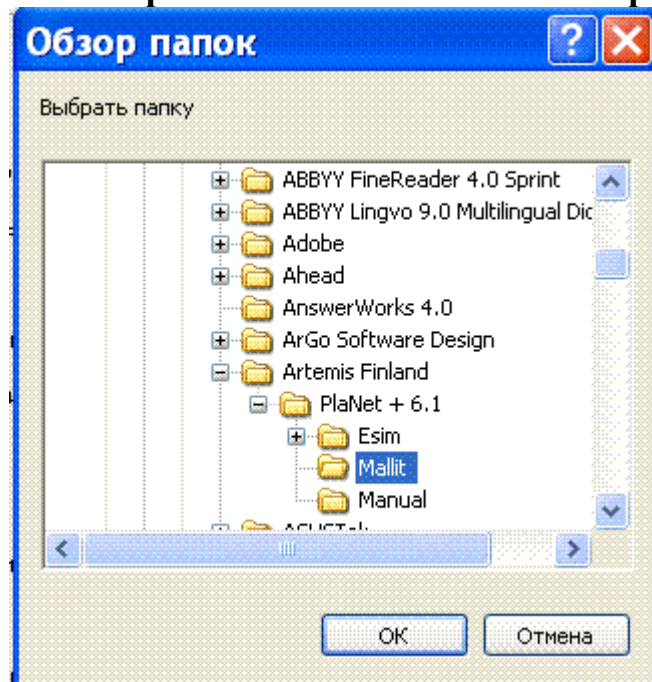 Обзор папок
Выбрать папку
ABBYY FineReader 4.0 Sprint
ABBYY Lingvo 9.0 Multilingual Dic
Adobe
Ahead
AnswerWorks 4.0
ArGo Software Design
Artemis Finland
PlaNet + 6.1
Esim
Mallit
Manual
ОК
Отмена